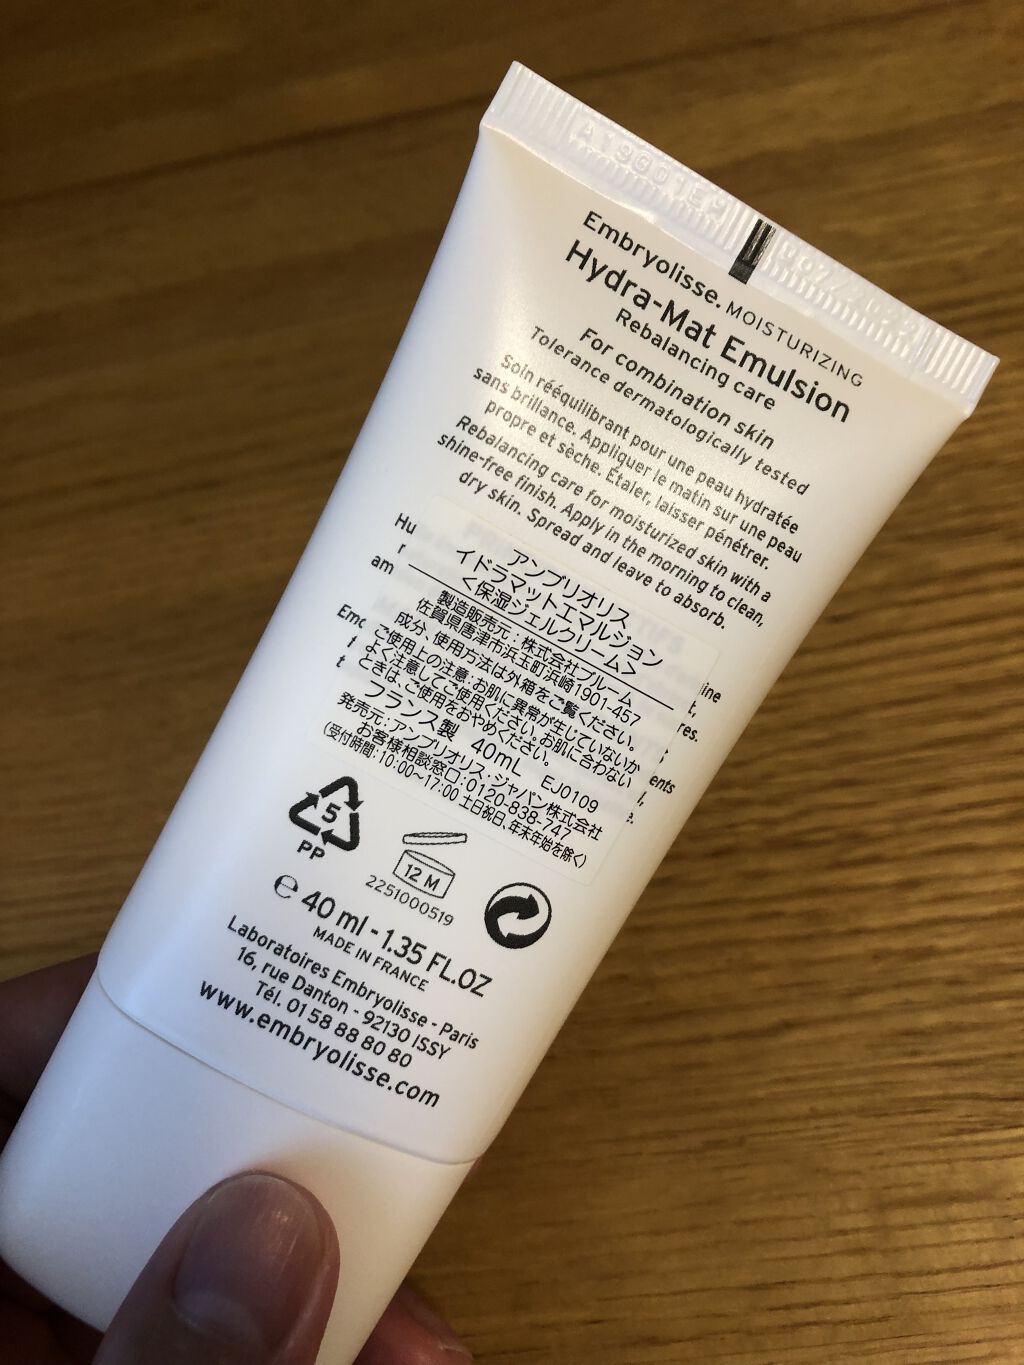 Embryolisse. MOISTURIZING
Hydra-Mat Emulsion
Rebalancing care
For combination skin
Tolerance dermatologically tested
Soin rééquilibrant pour une peau hydratée
sans brillance. Appliquer le matin sur une peau
propre et sèche. Étaler, laisser pénétrer.
Rebalancing care for moisturized skin with a
shine-free finish. Apply in the morning to clean,
dry skin. Spread and leave to absorb.
アンブリオリス
イドラマットエマルジョン
<保湿ジェルクリーム>
製造販売元：株式会社ブルーム
佐賀県唐津市浜玉町浜崎1901-457
成分、使用方法は外箱をご覧ください。
ご使用上の注意：お肌に異常が生じていないか
よく注意してご使用ください。お肌に合わない
ときは、ご使用をおやめください。
フランス製 40mL EJ0109
発売元：アンブリオリス・ジャパン株式会社
お客様相談窓口：0120-838-747
(受付時間：10:00〜17:00 土日祝日、年末年始を除く)
5
PP
12 M
2251000519
℮ 40 ml - 1.35 FL.OZ
MADE IN FRANCE
Laboratoires Embryolisse - Paris
16, rue Danton - 92130 ISSY
Tél. 01 58 88 80 80
www.embryolisse.com